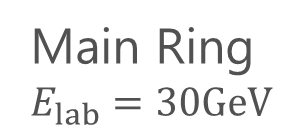 Main Ring
E_lab = 30GeV